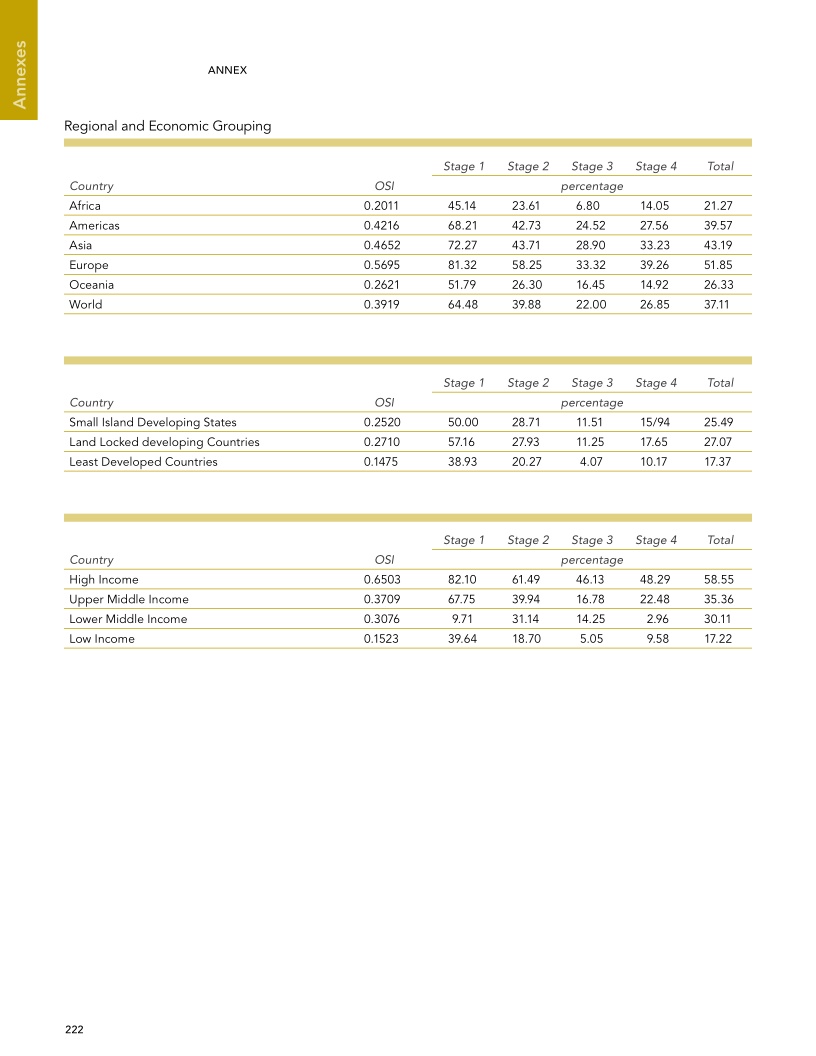 Annexes
ANNEX
Regional and Economic Grouping
Stage 1 Stage 2 Stage 3 Stage 4 Total
Country OSI percentage
Africa 0.2011 45.14 23.61 6.80 14.05 21.27
Americas 0.4216 68.21 42.73 24.52 27.56 39.57
Asia 0.4652 72.27 43.71 28.90 33.23 43.19
Europe 0.5695 81.32 58.25 33.32 39.26 51.85
Oceania 0.2621 51.79 26.30 16.45 14.92 26.33
World 0.3919 64.48 39.88 22.00 26.85 37.11
Stage 1 Stage 2 Stage 3 Stage 4 Total
Country OSI percentage
Small Island Developing States 0.2520 50.00 28.71 11.51 15/94 25.49
Land Locked developing Countries 0.2710 57.16 27.93 11.25 17.65 27.07
Least Developed Countries 0.1475 38.93 20.27 4.07 10.17 17.37
Stage 1 Stage 2 Stage 3 Stage 4 Total
Country OSI percentage
High Income 0.6503 82.10 61.49 46.13 48.29 58.55
Upper Middle Income 0.3709 67.75 39.94 16.78 22.48 35.36
Lower Middle Income 0.3076 9.71 31.14 14.25 2.96 30.11
Low Income 0.1523 39.64 18.70 5.05 9.58 17.22
222